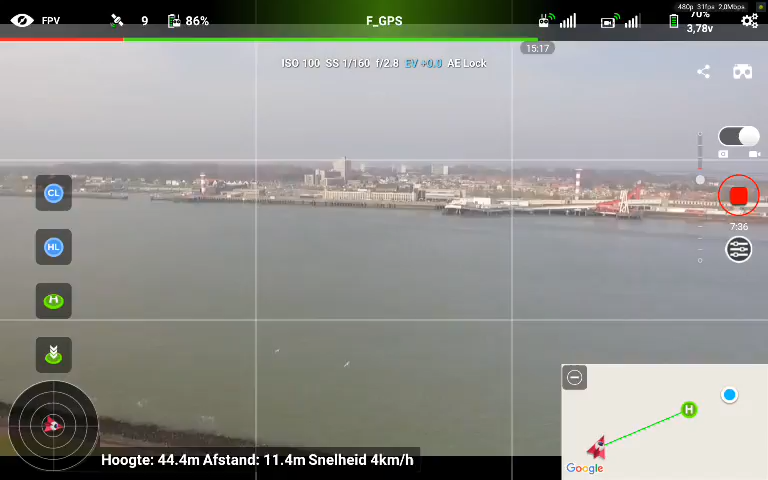 480p 31fps 2,0Mbps
FPV 9 86% F_GPS 70%
3,78v
15:17
ISO 100 SS 1/160 f/2.8 EV +0.0 AE Lock
CL
HL
7:36
H
H
Hoogte: 44.4m Afstand: 11.4m Snelheid 4km/h
Google